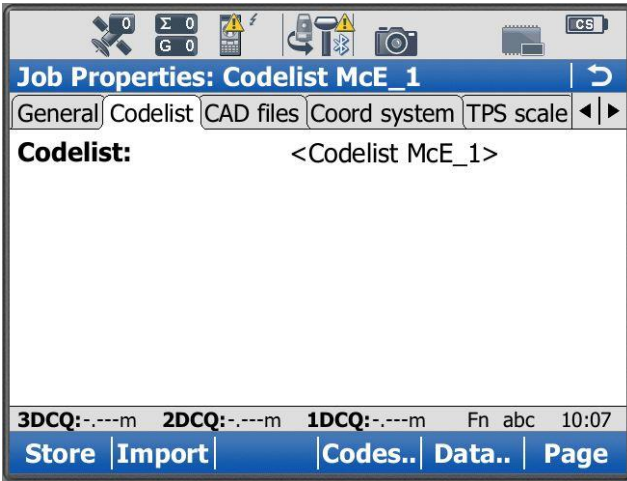 0 Σ 0 CS
G 0
Job Properties: Codelist McE_1
General Codelist CAD files Coord system TPS scale
Codelist: <Codelist McE_1>
3DCQ:-.---m 2DCQ:-.---m 1DCQ:-.---m Fn abc 10:07
Store Import Codes.. Data.. Page